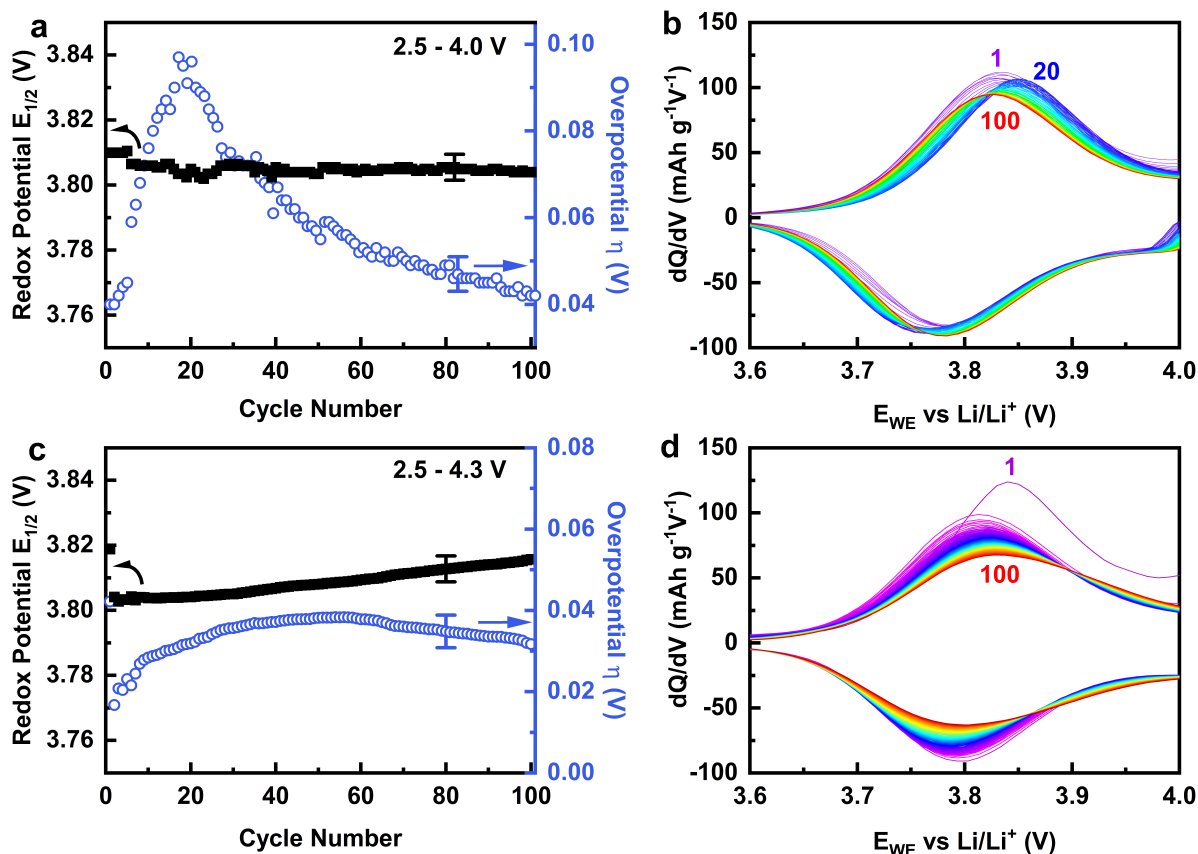 a
2.5 - 4.0 V
Redox Potential E1/2 (V)
3.84
3.82
3.80
3.78
3.76
0.10
0.08
0.06
0.04
Overpotential η (V)
0 20 40 60 80 100
Cycle Number
b
1
20
100
dQ/dV (mAh g⁻¹V⁻¹)
150
100
50
0
-50
-100
3.6 3.7 3.8 3.9 4.0
EWE vs Li/Li⁺ (V)
c
2.5 - 4.3 V
Redox Potential E1/2 (V)
3.84
3.82
3.80
3.78
3.76
0.08
0.06
0.04
0.02
0.00
Overpotential η (V)
0 20 40 60 80 100
Cycle Number
d
1
100
dQ/dV (mAh g⁻¹V⁻¹)
150
100
50
0
-50
-100
3.6 3.7 3.8 3.9 4.0
EWE vs Li/Li⁺ (V)